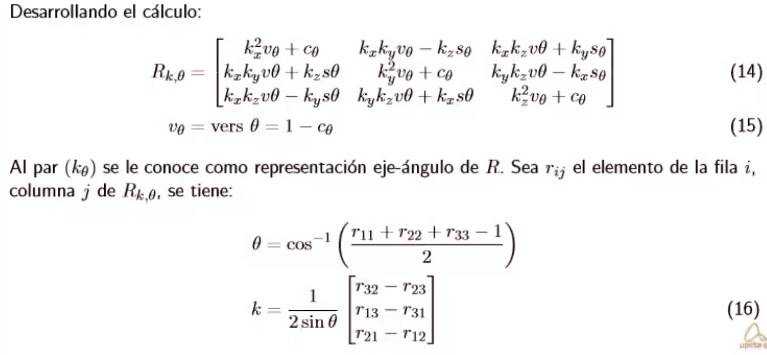 Desarrollando el cálculo:
$R_{k,\theta} = \begin{bmatrix} k_x^2 v_\theta + c_\theta & k_x k_y v_\theta - k_z s_\theta & k_x k_z v\theta + k_y s_\theta \\ k_x k_y v\theta + k_z s\theta & k_y^2 v_\theta + c_\theta & k_y k_z v\theta - k_x s_\theta \\ k_x k_z v\theta - k_y s\theta & k_y k_z v\theta + k_x s\theta & k_z^2 v_\theta + c_\theta \end{bmatrix}$ (14)
$v_\theta = \text{vers } \theta = 1 - c_\theta$ (15)
Al par $(k_\theta)$ se le conoce como representación eje-ángulo de $R$. Sea $r_{ij}$ el elemento de la fila $i$,
columna $j$ de $R_{k,\theta}$, se tiene:
$\theta = \cos^{-1} \left( \frac{r_{11} + r_{22} + r_{33} - 1}{2} \right)$
$k = \frac{1}{2 \sin \theta} \begin{bmatrix} r_{32} - r_{23} \\ r_{13} - r_{31} \\ r_{21} - r_{12} \end{bmatrix}$ (16)